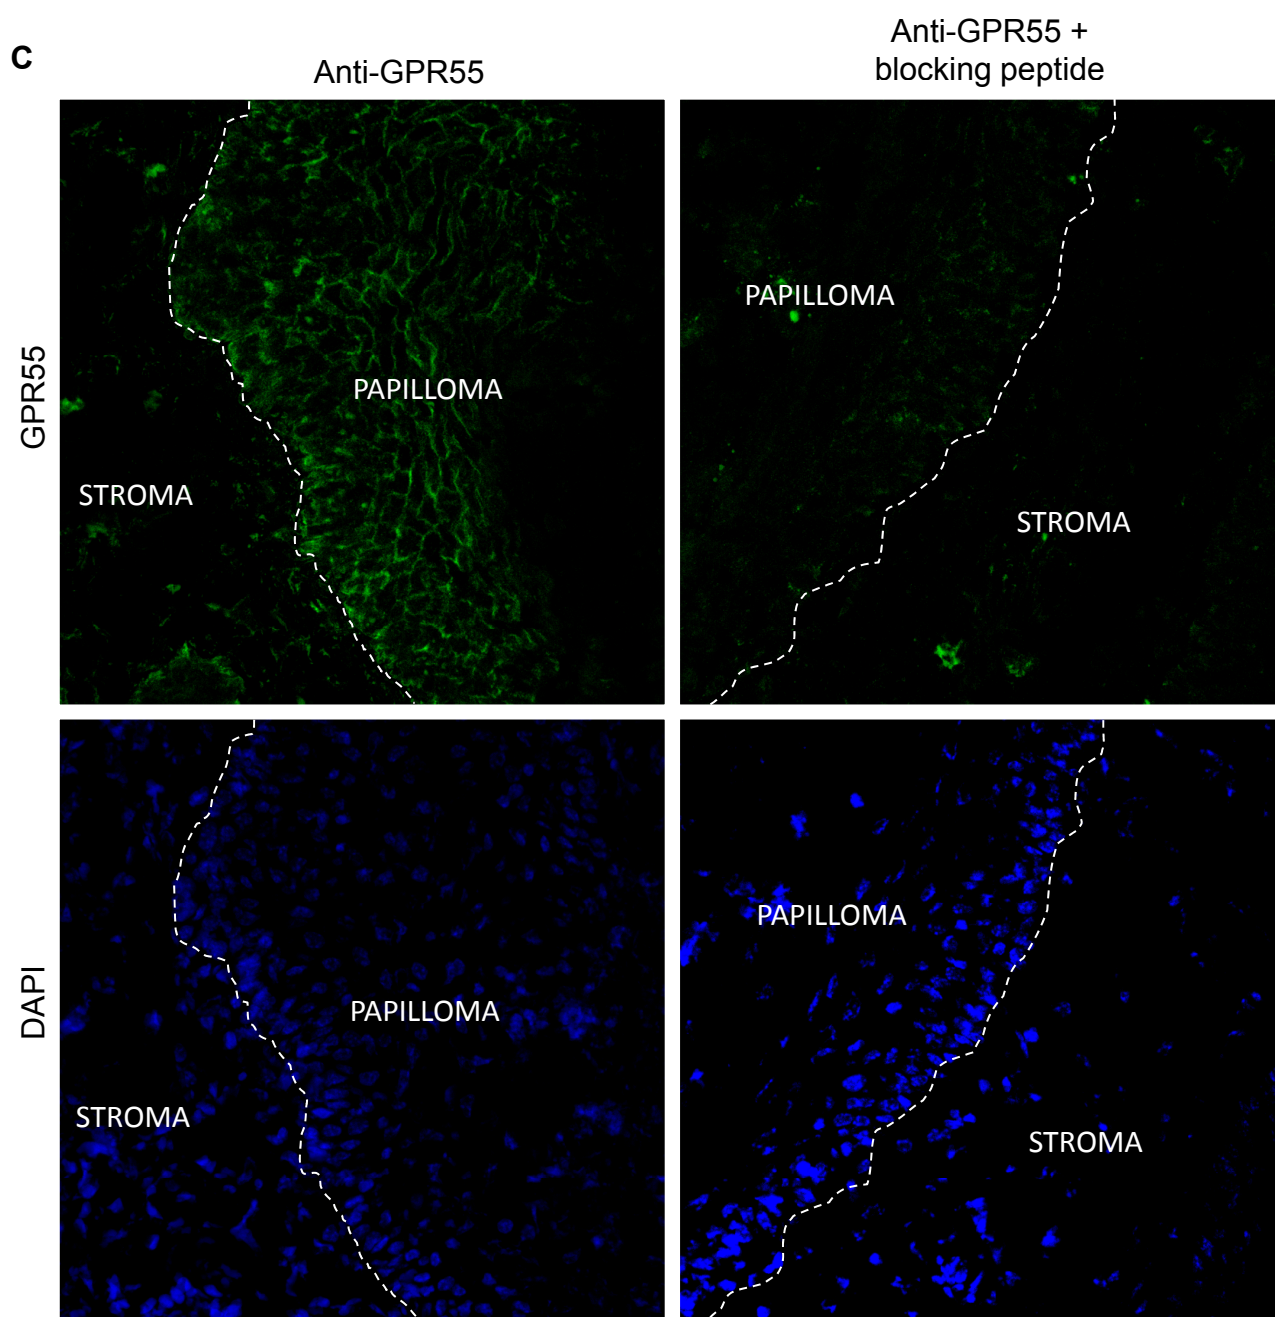 C
Anti-GPR55
Anti-GPR55 +
blocking peptide
GPR55
PAPILLOMA
STROMA
PAPILLOMA
STROMA
DAPI
PAPILLOMA
STROMA
PAPILLOMA
STROMA